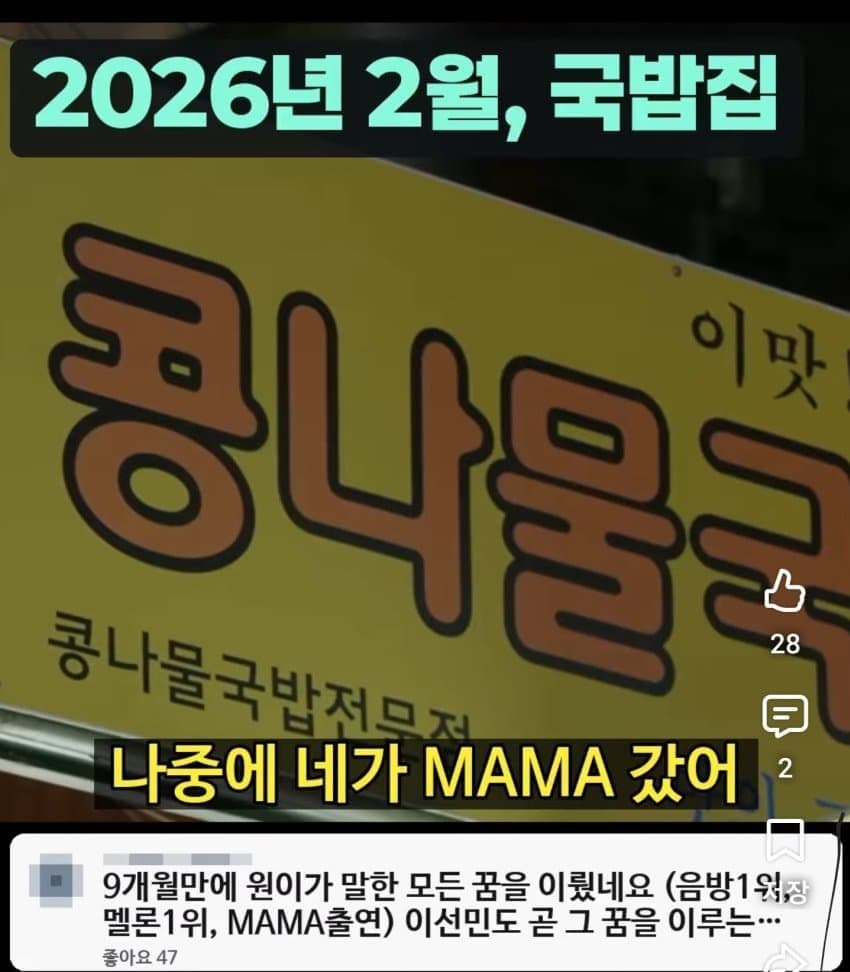 2026년 2월, 국밥집
이맛
콩나물국
콩나물국밥전문점
28
2
나중에 네가 MAMA 갔어
9개월만에 원이가 말한 모든 꿈을 이뤘네요 (음방1위,
멜론1위, MAMA출연) 이선민도 곧 그 꿈을 이루는…
저장
좋아요 47